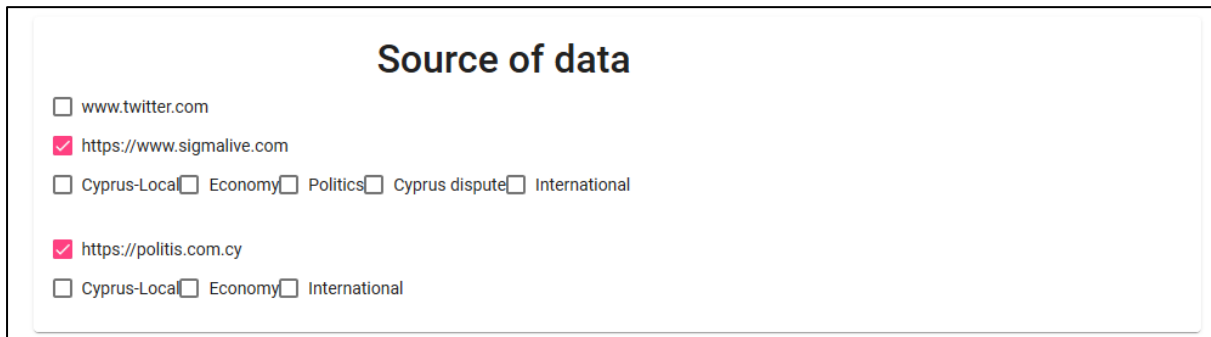 Source of data
www.twitter.com
https://www.sigmalive.com
Cyprus-Local Economy Politics Cyprus dispute International
https://politis.com.cy
Cyprus-Local Economy International